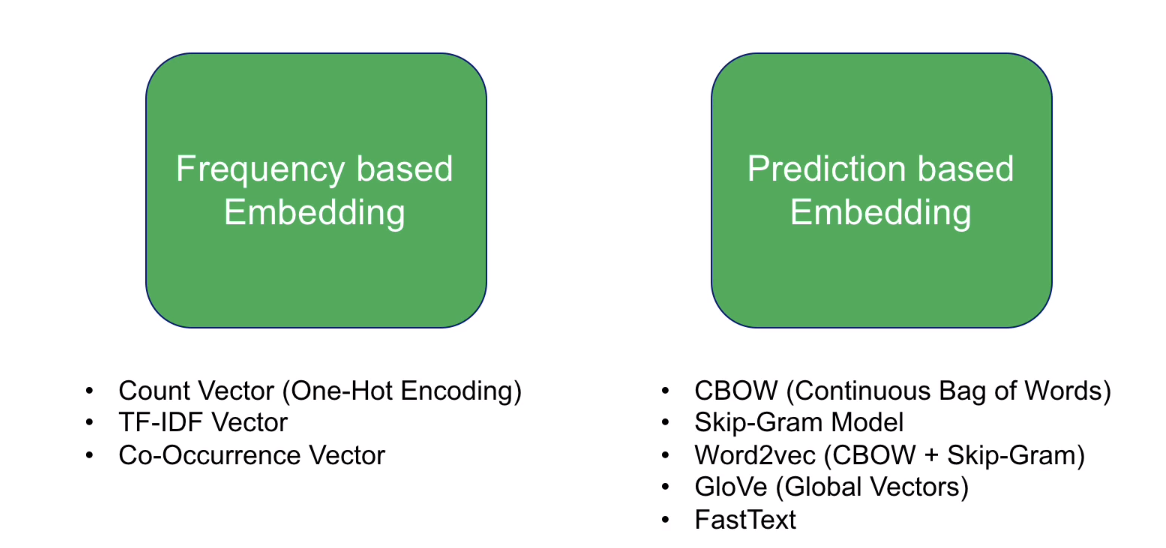 Frequency based
Embedding
• Count Vector (One-Hot Encoding)
• TF-IDF Vector
• Co-Occurrence Vector
Prediction based
Embedding
• CBOW (Continuous Bag of Words)
• Skip-Gram Model
• Word2vec (CBOW + Skip-Gram)
• GloVe (Global Vectors)
• FastText